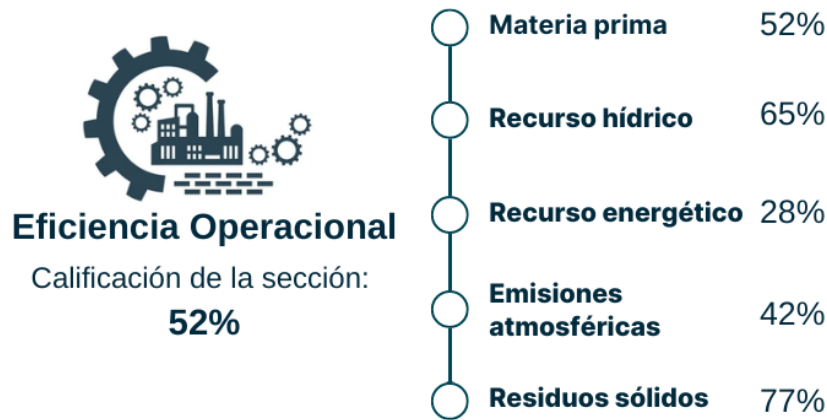 Eficiencia Operacional
Calificación de la sección:
52%
Materia prima 52%
Recurso hídrico 65%
Recurso energético 28%
Emisiones
atmosféricas 42%
Residuos sólidos 77%